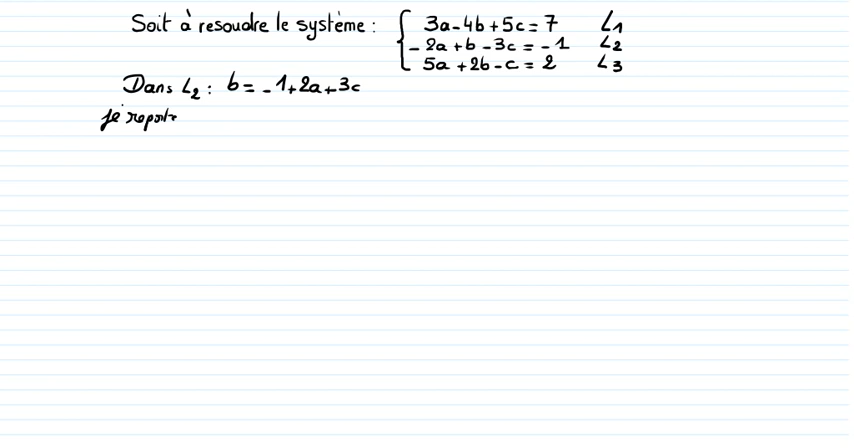 Soit à resoudre le système : { 3a - 4b + 5c = 7 L1
- 2a + b - 3c = - 1 L2
5a + 2b - c = 2 L3
Dans L2 : b = - 1 + 2a + 3c
je reporte